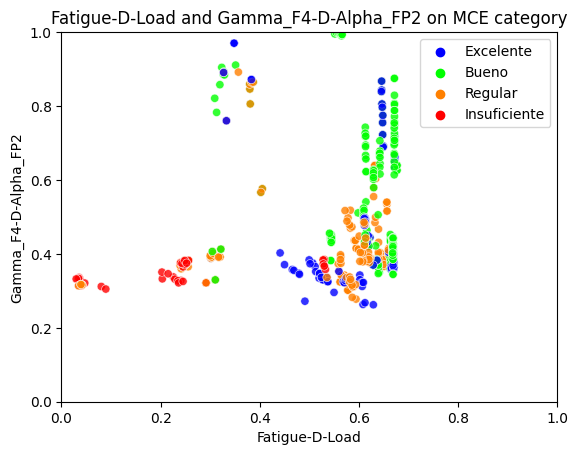 Fatigue-D-Load and Gamma_F4-D-Alpha_FP2 on MCE category
Gamma_F4-D-Alpha_FP2
1.0
0.8
0.6
0.4
0.2
0.0
Excelente
Bueno
Regular
Insuficiente
0.0 0.2 0.4 0.6 0.8 1.0
Fatigue-D-Load